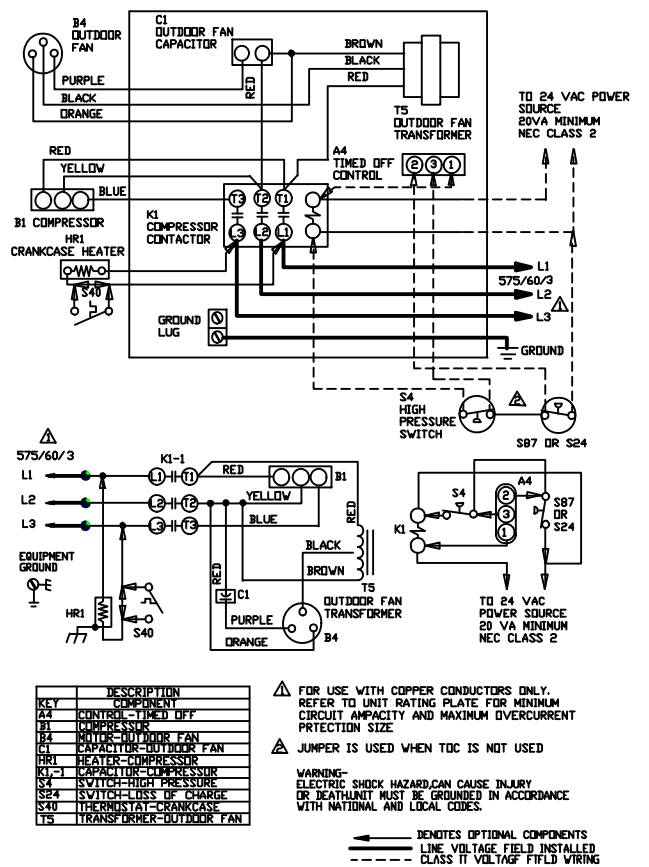 B4
OUTDOOR
FAN
C1
OUTDOOR FAN
CAPACITOR
BROWN
BLACK
RED
PURPLE
BLACK
ORANGE
RED
T5
OUTDOOR FAN
TRANSFORMER
TO 24 VAC POWER
SOURCE
20VA MINIMUM
NEC CLASS 2
RED
YELLOW
BLUE
A4
TIMED OFF
CONTROL
2 3 1
B1 COMPRESSOR
K1
COMPRESSOR
CONTACTOR
T3 T2 T1
L3 L2 L1
HR1
CRANKCASE HEATER
S40
L1
575/60/3
L2
1
L3
GROUND
LUG
GROUND
S4
HIGH
PRESSURE
SWITCH
2
S87 OR S24
1
575/60/3
K1-1
L1
L1 T1
RED
B1
L2
L2 T2
YELLOW
L3
L3 T3
BLUE
RED
BLACK
BROWN
T5
OUTDOOR FAN
TRANSFORMER
EQUIPMENT
GROUND
HR1
S40
RED
C1
PURPLE
ORANGE
B4
A4
S4
2
3
1
S87
OR
S24
K1
TO 24 VAC
POWER SOURCE
20 VA MINIMUM
NEC CLASS 2
DESCRIPTION
KEY COMPONENT
A4 CONTROL-TIMED OFF
B1 COMPRESSOR
B4 MOTOR-OUTDOOR FAN
C1 CAPACITOR-OUTDOOR FAN
HR1 HEATER-COMPRESSOR
K1,-1 CAPACITOR-COMPRESSOR
S4 SWITCH-HIGH PRESSURE
S24 SWITCH-LOSS OF CHARGE
S40 THERMOSTAT-CRANKCASE
T5 TRANSFORMER-OUTDOOR FAN
1 FOR USE WITH COPPER CONDUCTORS ONLY.
REFER TO UNIT RATING PLATE FOR MINIMUM
CIRCUIT AMPACITY AND MAXIMUM OVERCURRENT
PRTECTION SIZE
2 JUMPER IS USED WHEN TOC IS NOT USED
WARNING-
ELECTRIC SHOCK HAZARD,CAN CAUSE INJURY
OR DEATH.UNIT MUST BE GROUNDED IN ACCORDANCE
WITH NATIONAL AND LOCAL CODES.
DENOTES OPTIONAL COMPONENTS
LINE VOLTAGE FIELD INSTALLED
CLASS II VOLTAGE FIELD WIRING